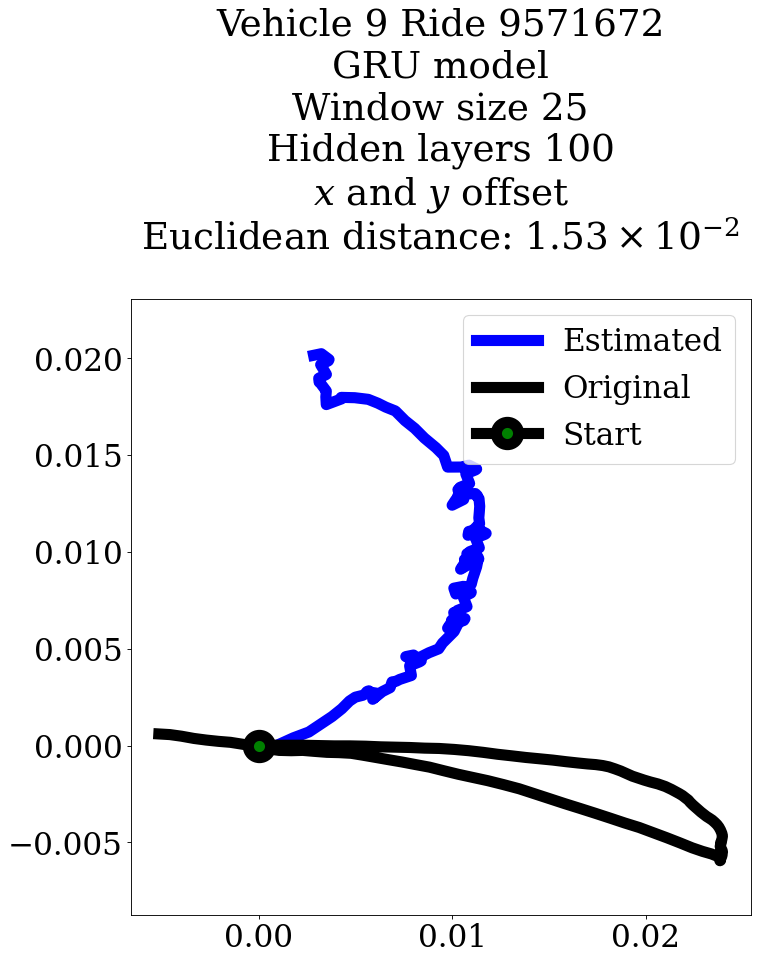 Vehicle 9 Ride 9571672
GRU model
Window size 25
Hidden layers 100
x and y offset
Euclidean distance: 1.53 × 10⁻²
Estimated
Original
Start
0.020
0.015
0.010
0.005
0.000
−0.005
0.00 0.01 0.02